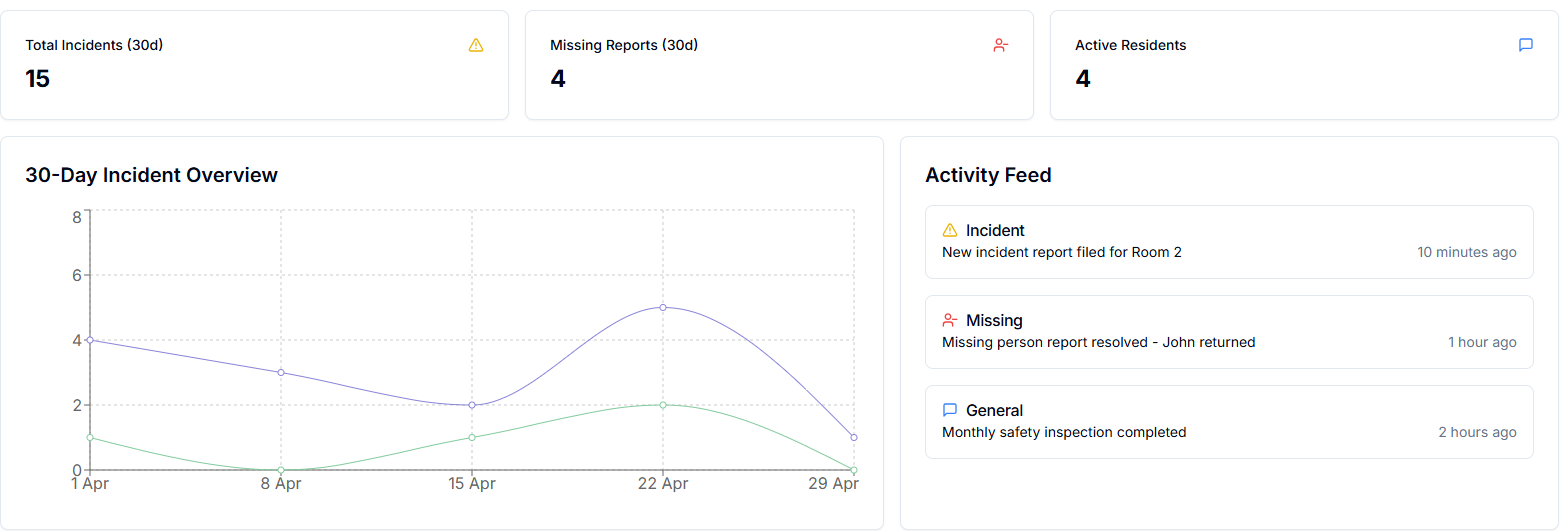 Total Incidents (30d)
15
Missing Reports (30d)
4
Active Residents
4
30-Day Incident Overview
8
6
4
2
0
1 Apr
8 Apr
15 Apr
22 Apr
29 Apr
Activity Feed
Incident
New incident report filed for Room 2
10 minutes ago
Missing
Missing person report resolved - John returned
1 hour ago
General
Monthly safety inspection completed
2 hours ago